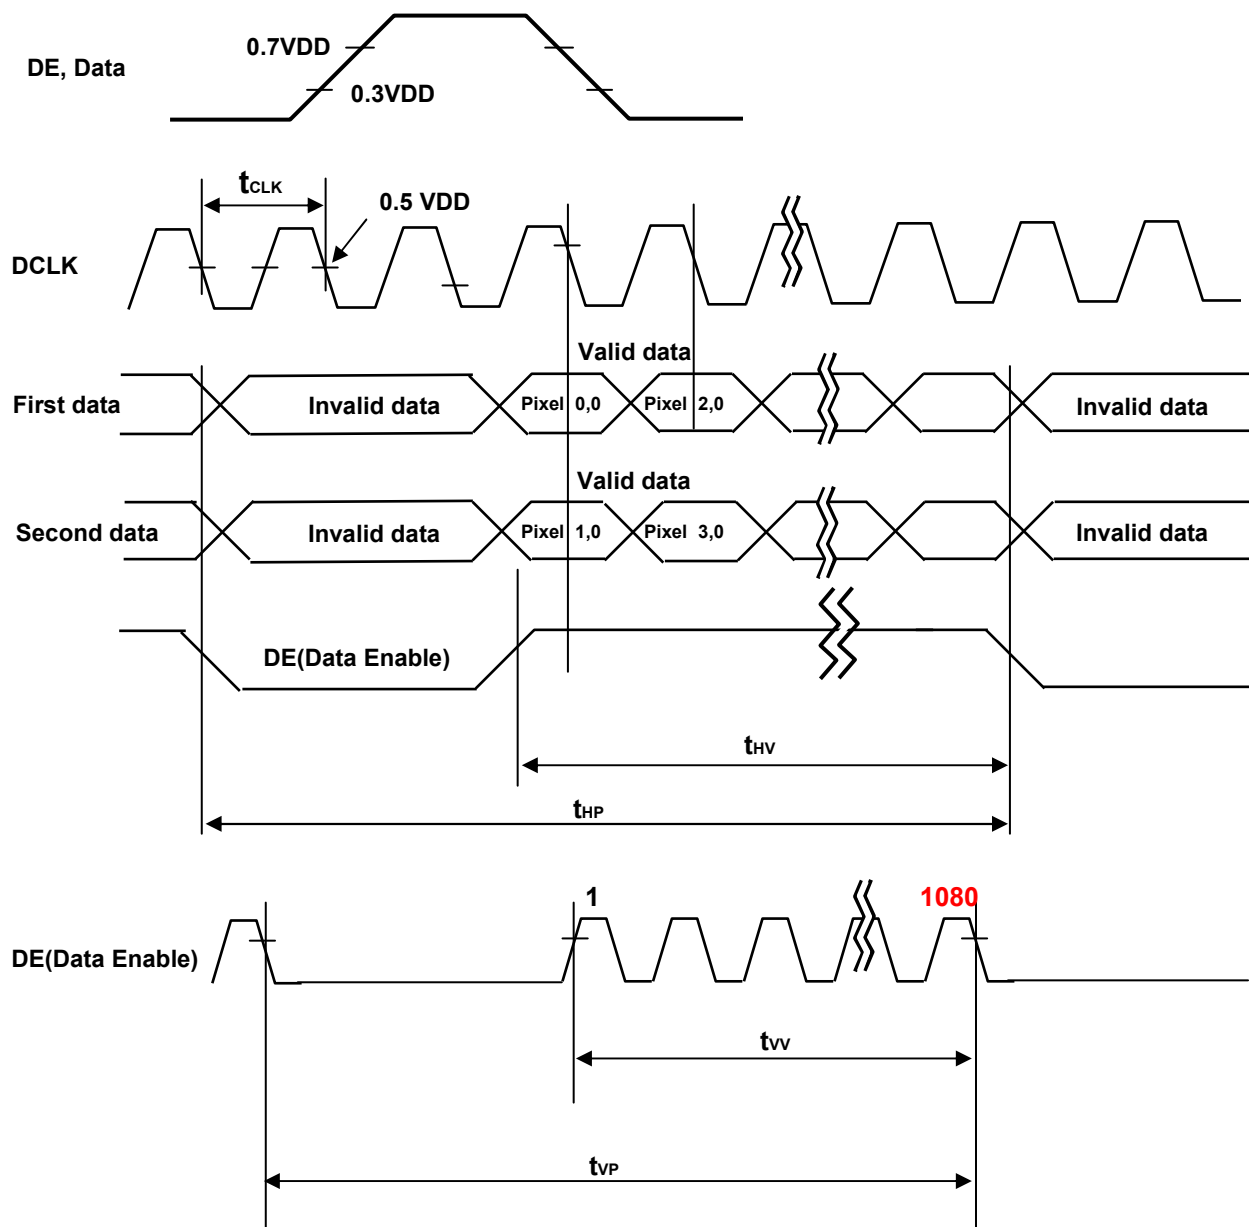 0.7VDD
DE, Data
0.3VDD
tCLK
0.5 VDD
DCLK
Valid data
First data
Invalid data
Pixel 0,0
Pixel 2,0
Invalid data
Valid data
Second data
Invalid data
Pixel 1,0
Pixel 3,0
Invalid data
DE(Data Enable)
tHV
tHP
1
1080
DE(Data Enable)
tVV
tVP